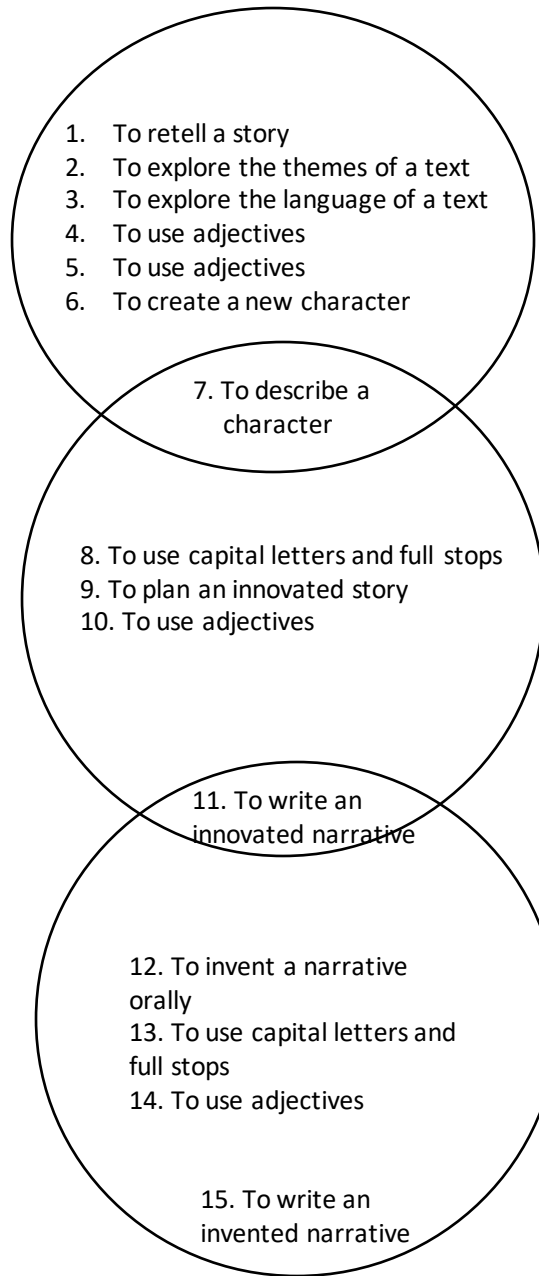 1. To retell a story
2. To explore the themes of a text
3. To explore the language of a text
4. To use adjectives
5. To use adjectives
6. To create a new character
7. To describe a
character
8. To use capital letters and full stops
9. To plan an innovated story
10. To use adjectives
11. To write an
innovated narrative
12. To invent a narrative
orally
13. To use capital letters and
full stops
14. To use adjectives
15. To write an
invented narrative